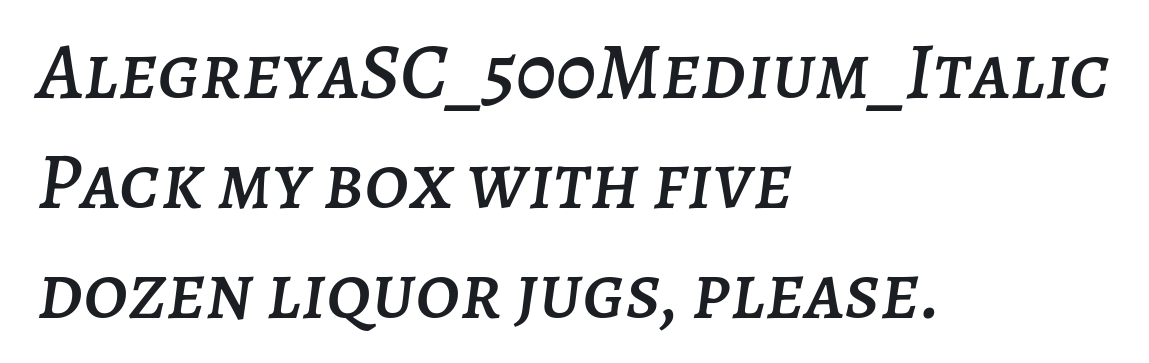 AlegreyaSC_500Medium_Italic
Pack my box with five
dozen liquor jugs, please.